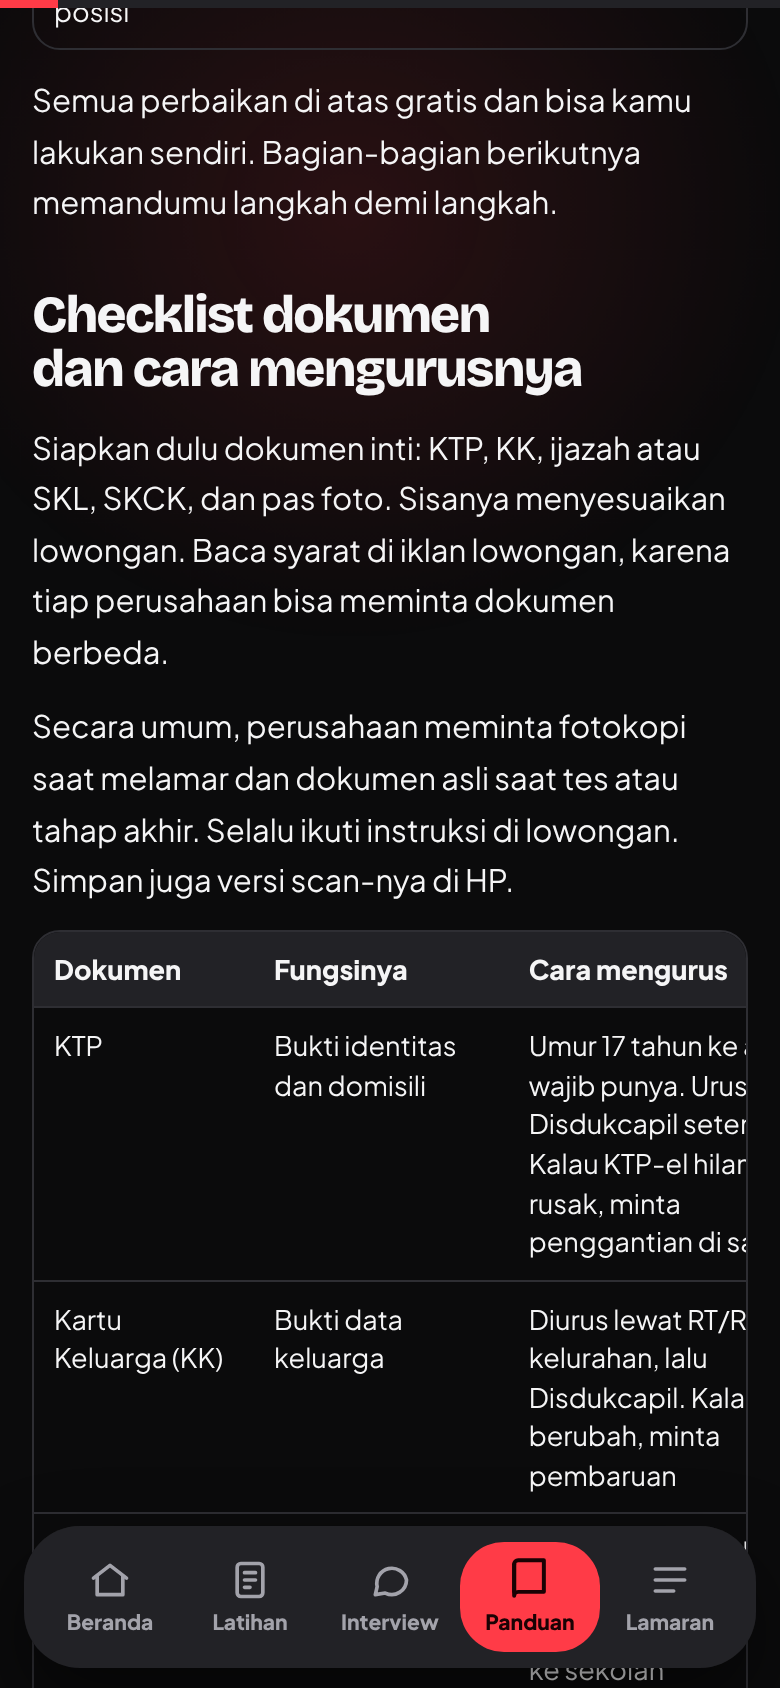 posisi
Semua perbaikan di atas gratis dan bisa kamu
lakukan sendiri. Bagian-bagian berikutnya
memandumu langkah demi langkah.
Checklist dokumen
dan cara mengurusnya
Siapkan dulu dokumen inti: KTP, KK, ijazah atau
SKL, SKCK, dan pas foto. Sisanya menyesuaikan
lowongan. Baca syarat di iklan lowongan, karena
tiap perusahaan bisa meminta dokumen
berbeda.
Secara umum, perusahaan meminta fotokopi
saat melamar dan dokumen asli saat tes atau
tahap akhir. Selalu ikuti instruksi di lowongan.
Simpan juga versi scan-nya di HP.
Dokumen Fungsinya Cara mengurus
KTP
Bukti identitas
dan domisili
Umur 17 tahun ke
wajib punya. Urus
Disdukcapil
Kalau KTP-el
rusak, minta
penggantian di
Kartu
Keluarga (KK)
Bukti data
keluarga
Diurus lewat
kelurahan, lalu
Disdukcapil.
berubah, minta
pembaruan
ke sekolah
Beranda
Latihan
Interview
Panduan
Lamaran